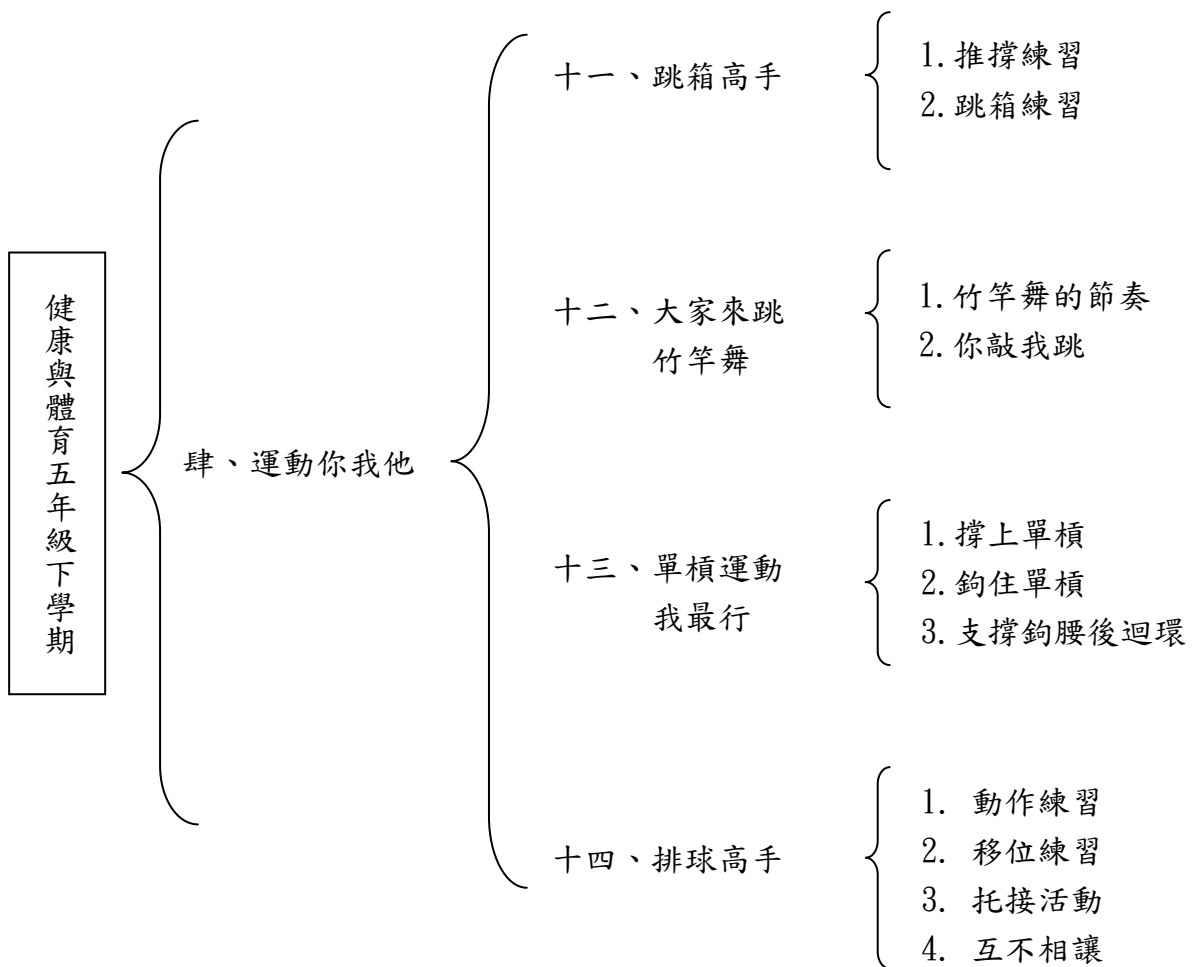 健康與體育五年級下學期
肆、運動你我他
十一、跳箱高手
1.推撐練習
2.跳箱練習
十二、大家來跳
竹竿舞
1.竹竿舞的節奏
2.你敲我跳
十三、單槓運動
我最行
1.撐上單槓
2.鉤住單槓
3.支撐鉤腰後迴環
十四、排球高手
1. 動作練習
2. 移位練習
3. 托接活動
4. 互不相讓